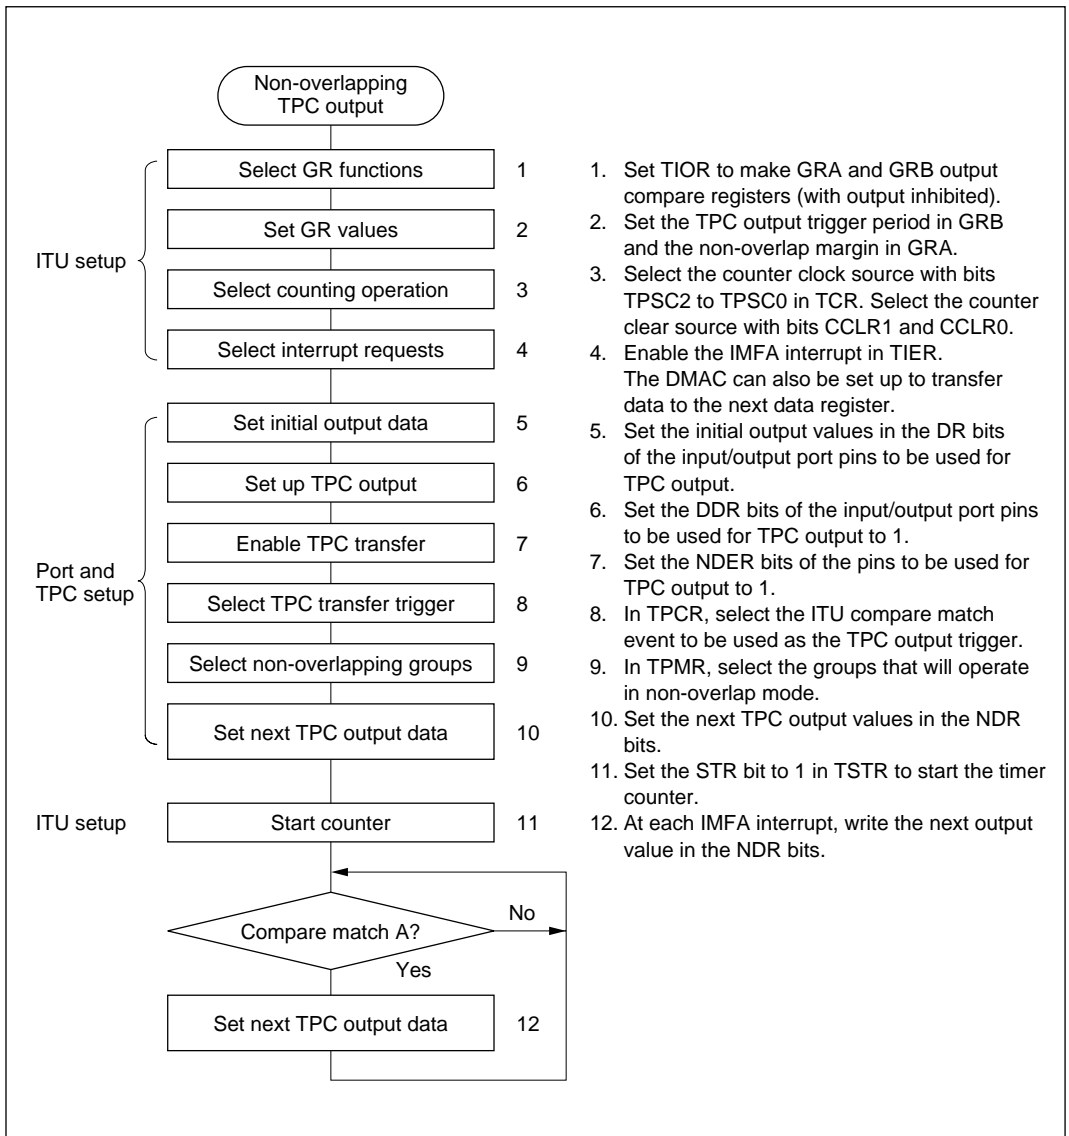 Non-overlapping
TPC output
ITU setup
Select GR functions 1
Set GR values 2
Select counting operation 3
Select interrupt requests 4
Port and
TPC setup
Set initial output data 5
Set up TPC output 6
Enable TPC transfer 7
Select TPC transfer trigger 8
Select non-overlapping groups 9
Set next TPC output data 10
ITU setup
Start counter 11
Compare match A?
No
Yes
Set next TPC output data 12
1. Set TIOR to make GRA and GRB output
compare registers (with output inhibited).
2. Set the TPC output trigger period in GRB
and the non-overlap margin in GRA.
3. Select the counter clock source with bits
TPSC2 to TPSC0 in TCR. Select the counter
clear source with bits CCLR1 and CCLR0.
4. Enable the IMFA interrupt in TIER.
The DMAC can also be set up to transfer
data to the next data register.
5. Set the initial output values in the DR bits
of the input/output port pins to be used for
TPC output.
6. Set the DDR bits of the input/output port pins
to be used for TPC output to 1.
7. Set the NDER bits of the pins to be used for
TPC output to 1.
8. In TPCR, select the ITU compare match
event to be used as the TPC output trigger.
9. In TPMR, select the groups that will operate
in non-overlap mode.
10. Set the next TPC output values in the NDR
bits.
11. Set the STR bit to 1 in TSTR to start the timer
counter.
12. At each IMFA interrupt, write the next output
value in the NDR bits.